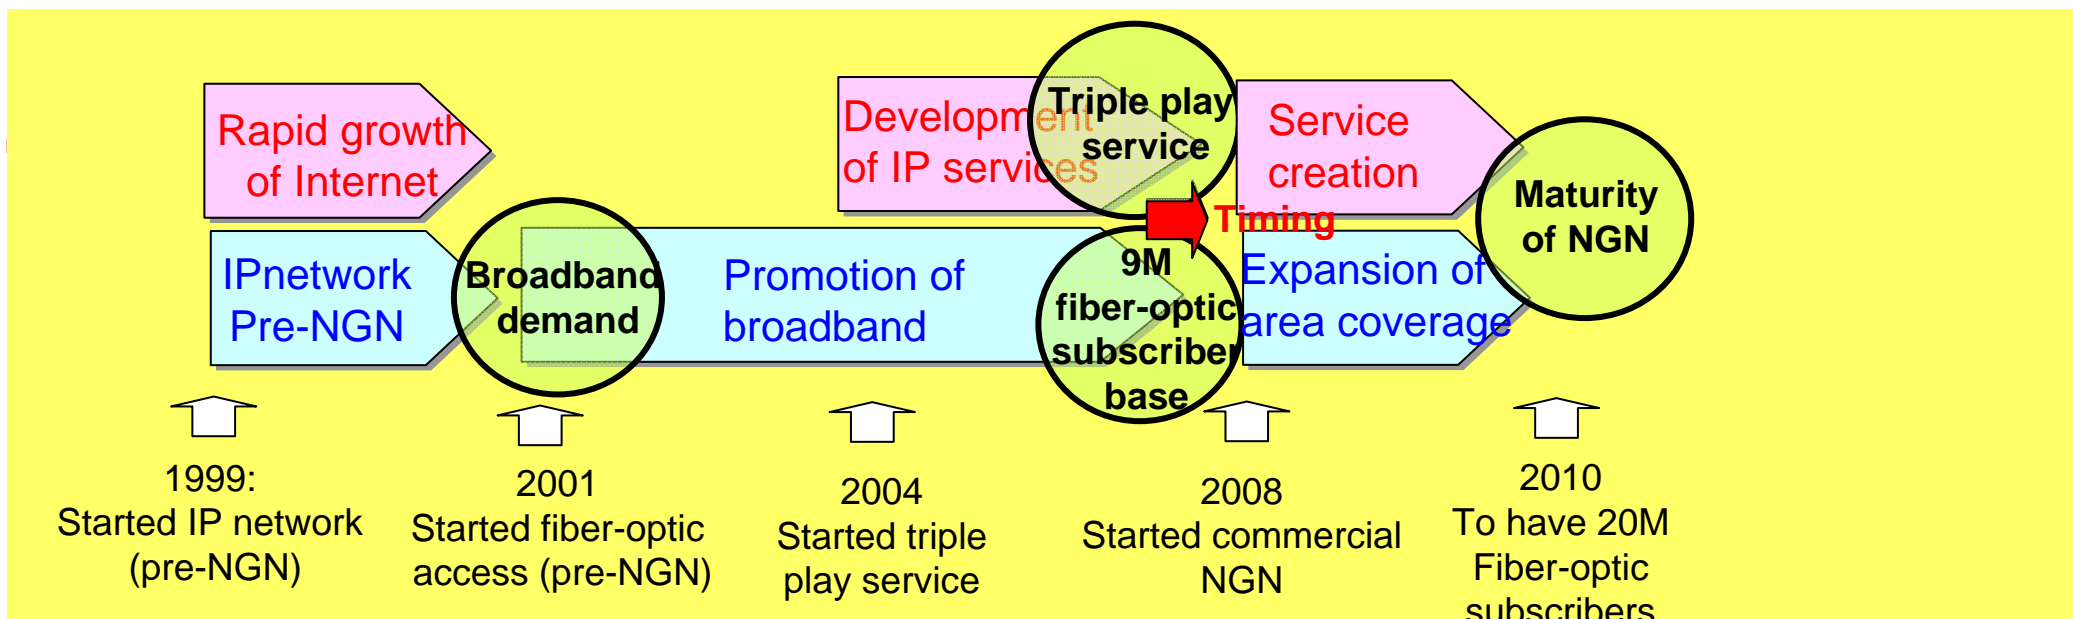 Rapid growth
of Internet
IPnetwork
Pre-NGN
Broadband
demand
Promotion of
broadband
Development
of IP services
Triple play
service
Timing
9M
fiber-optic
subscriber
base
Service
creation
Expansion of
area coverage
Maturity
of NGN
1999:
Started IP network
(pre-NGN)
2001
Started fiber-optic
access (pre-NGN)
2004
Started triple
play service
2008
Started commercial
NGN
2010
To have 20M
Fiber-optic
subscribers